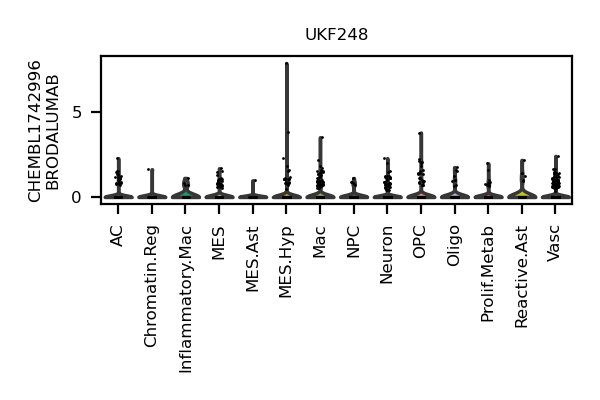 UKF248
CHEMBL1742996
BRODALUMAB
5
0
AC
Chromatin.Reg
Inflammatory.Mac
MES
MES.Ast
MES.Hyp
Mac
NPC
Neuron
OPC
Oligo
Prolif.Metab
Reactive.Ast
Vasc